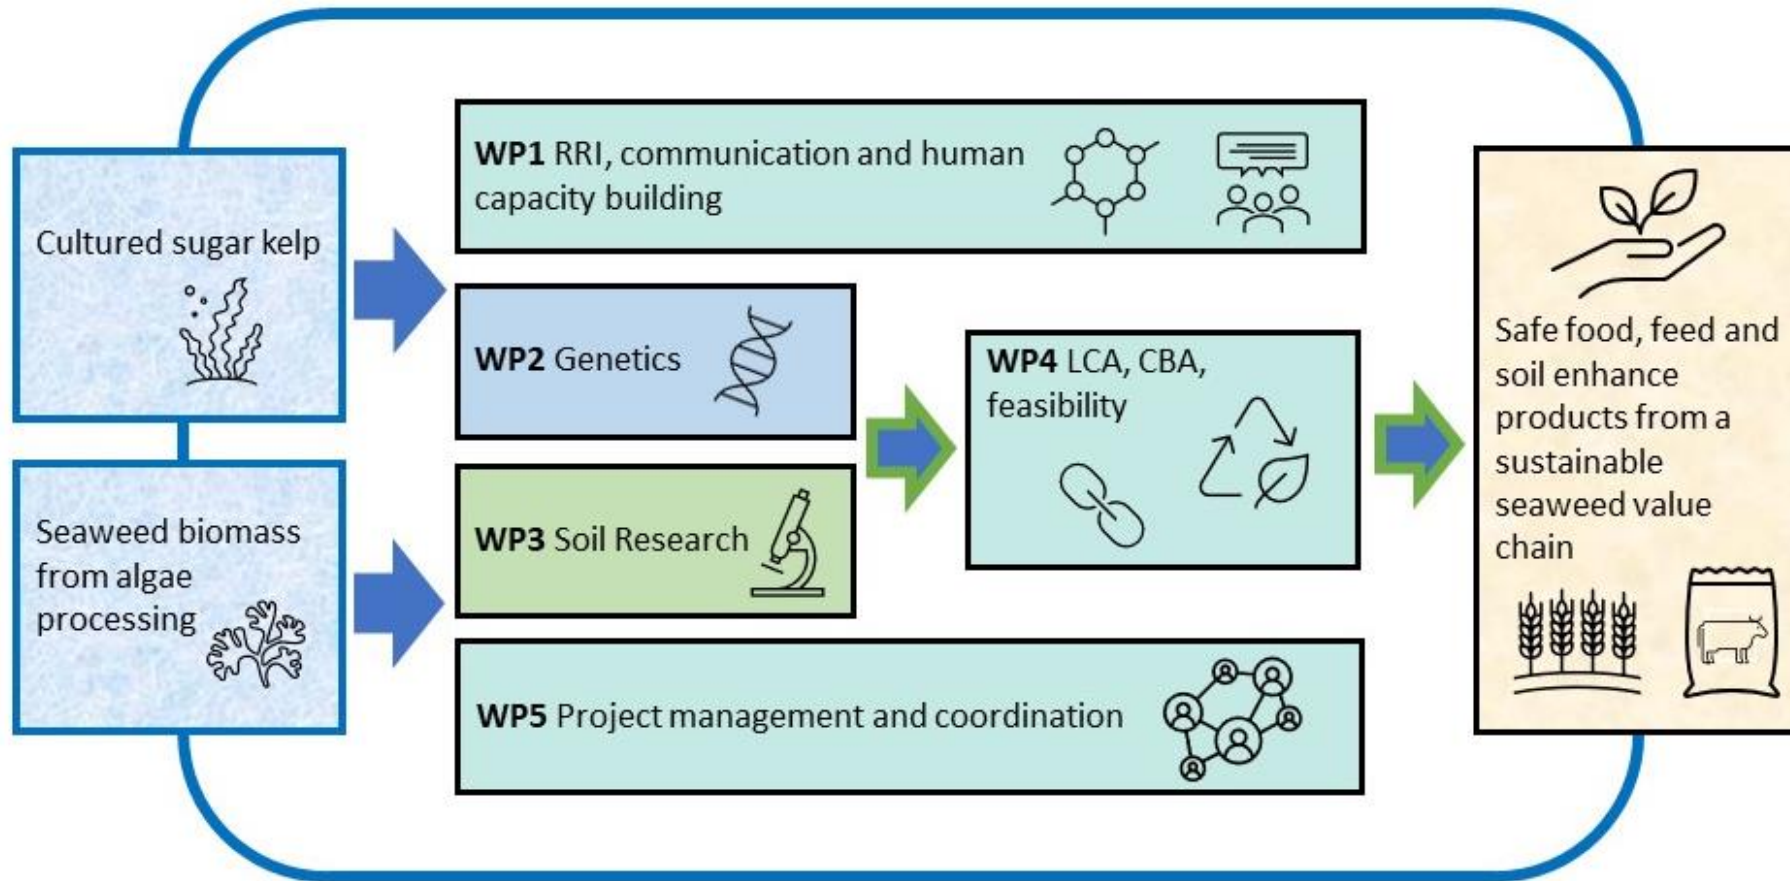 Cultured sugar kelp
Seaweed biomass
from algae
processing
WP1 RRI, communication and human
capacity building
WP2 Genetics
WP3 Soil Research
WP4 LCA, CBA,
feasibility
WP5 Project management and coordination
Safe food, feed and
soil enhance
products from a
sustainable
seaweed value
chain